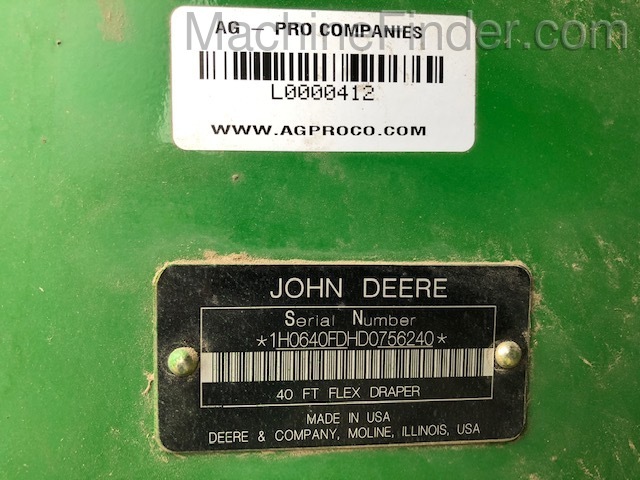 MachineFinder.com
AG - PRO COMPANIES
L0000412
WWW.AGPROCO.COM
JOHN DEERE
Serial Number
*1H0640FDHD0756240*
40 FT FLEX DRAPER
MADE IN USA
DEERE & COMPANY, MOLINE, ILLINOIS, USA